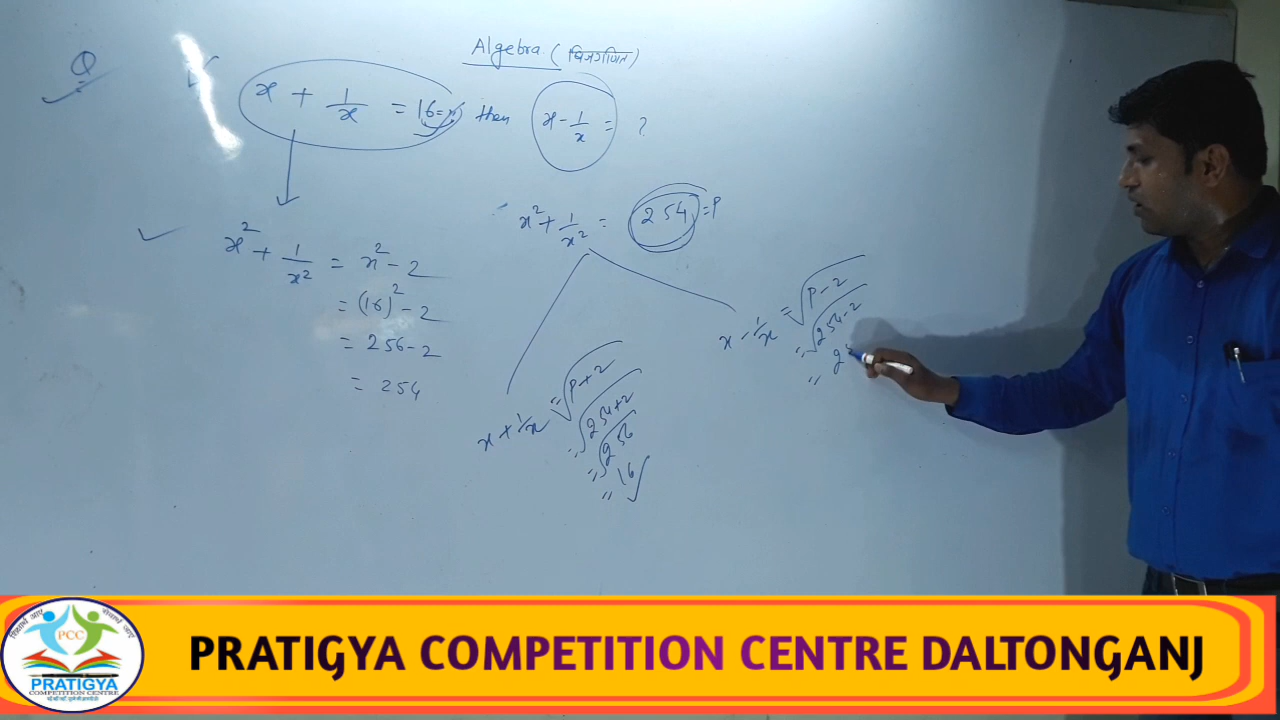 Algebra (बिजगणित)
Q
x + 1/x = 16 = n then x - 1/x = ?
x² + 1/x² = n² - 2
= (16)² - 2
= 256 - 2
= 254
x² + 1/x² = 254 = P
x + 1/x = √P+2
= √254+2
= √256
= 16
x - 1/x = √P-2
= √254-2
= 2
PCC
PRATIGYA
COMPETITION CENTRE
PRATIGYA COMPETITION CENTRE DALTONGANJ